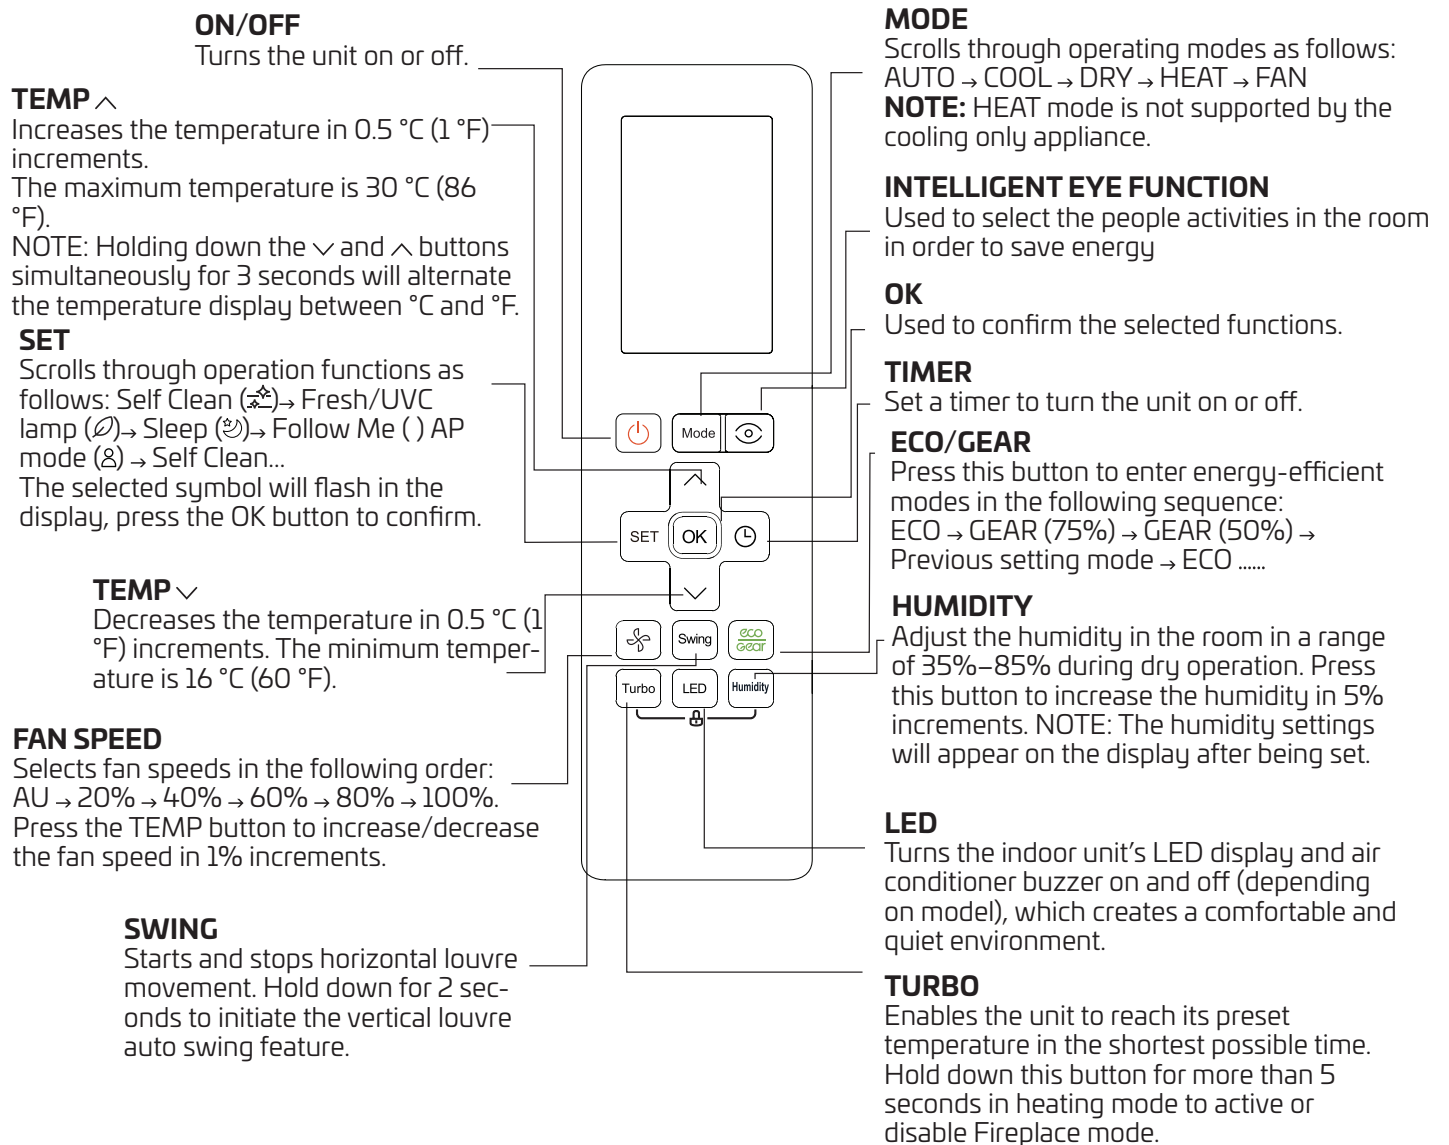 ON/OFF
Turns the unit on or off.
TEMP ︿
Increases the temperature in 0.5 °C (1 °F)
increments.
The maximum temperature is 30 °C (86
°F).
NOTE: Holding down the ﹀ and ︿ buttons
simultaneously for 3 seconds will alternate
the temperature display between °C and °F.
SET
Scrolls through operation functions as
follows: Self Clean ()→ Fresh/UVC
lamp ()→ Sleep ()→ Follow Me ( ) AP
mode () → Self Clean...
The selected symbol will flash in the
display, press the OK button to confirm.
TEMP ﹀
Decreases the temperature in 0.5 °C (1
°F) increments. The minimum temper-
ature is 16 °C (60 °F).
FAN SPEED
Selects fan speeds in the following order:
AU → 20% → 40% → 60% → 80% → 100%.
Press the TEMP button to increase/decrease
the fan speed in 1% increments.
SWING
Starts and stops horizontal louvre
movement. Hold down for 2 sec-
onds to initiate the vertical louvre
auto swing feature.
Mode
SET
OK
Swing
eco
Gear
Turbo
LED
Humidity
MODE
Scrolls through operating modes as follows:
AUTO → COOL → DRY → HEAT → FAN
NOTE: HEAT mode is not supported by the
cooling only appliance.
INTELLIGENT EYE FUNCTION
Used to select the people activities in the room
in order to save energy
OK
Used to confirm the selected functions.
TIMER
Set a timer to turn the unit on or off.
ECO/GEAR
Press this button to enter energy-efficient
modes in the following sequence:
ECO → GEAR (75%) → GEAR (50%) →
Previous setting mode → ECO ......
HUMIDITY
Adjust the humidity in the room in a range
of 35%–85% during dry operation. Press
this button to increase the humidity in 5%
increments. NOTE: The humidity settings
will appear on the display after being set.
LED
Turns the indoor unit's LED display and air
conditioner buzzer on and off (depending
on model), which creates a comfortable and
quiet environment.
TURBO
Enables the unit to reach its preset
temperature in the shortest possible time.
Hold down this button for more than 5
seconds in heating mode to active or
disable Fireplace mode.